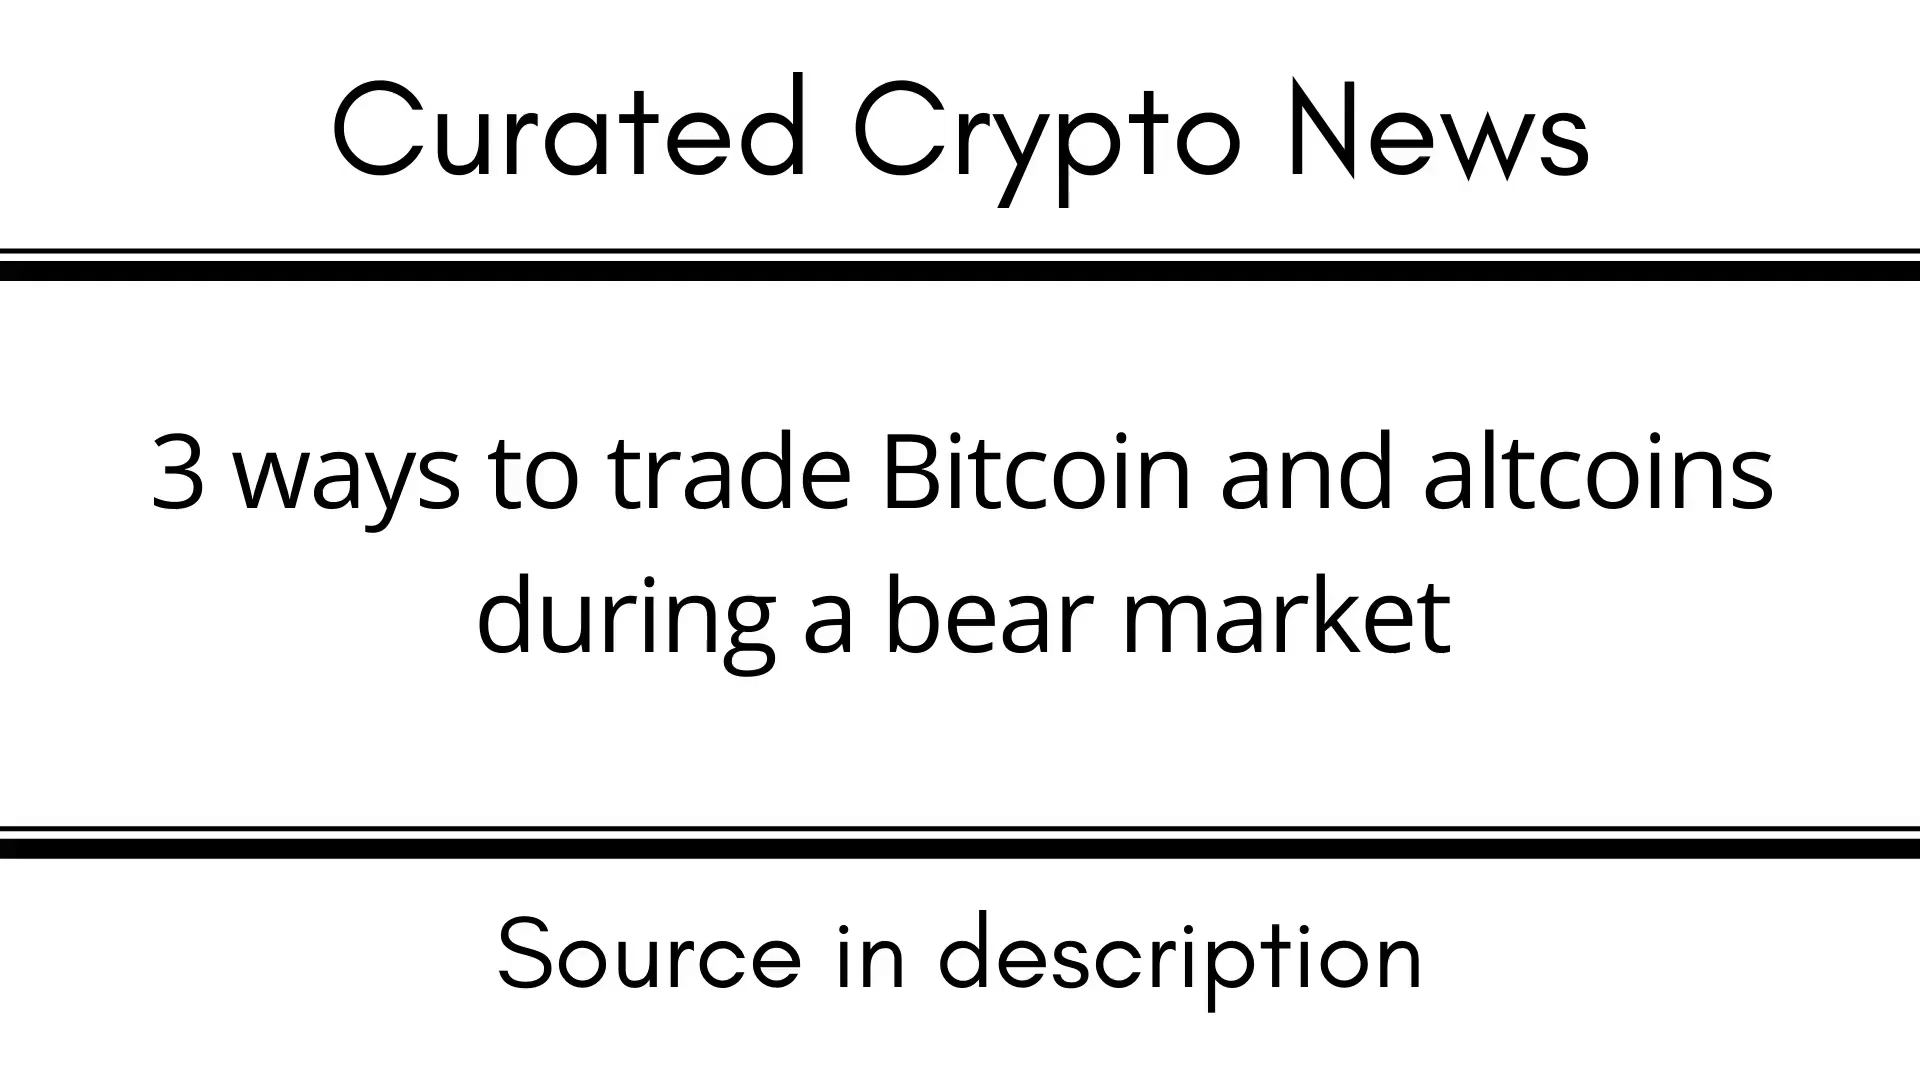 Curated Crypto News
3 ways to trade Bitcoin and altcoins
during a bear market
Source in description